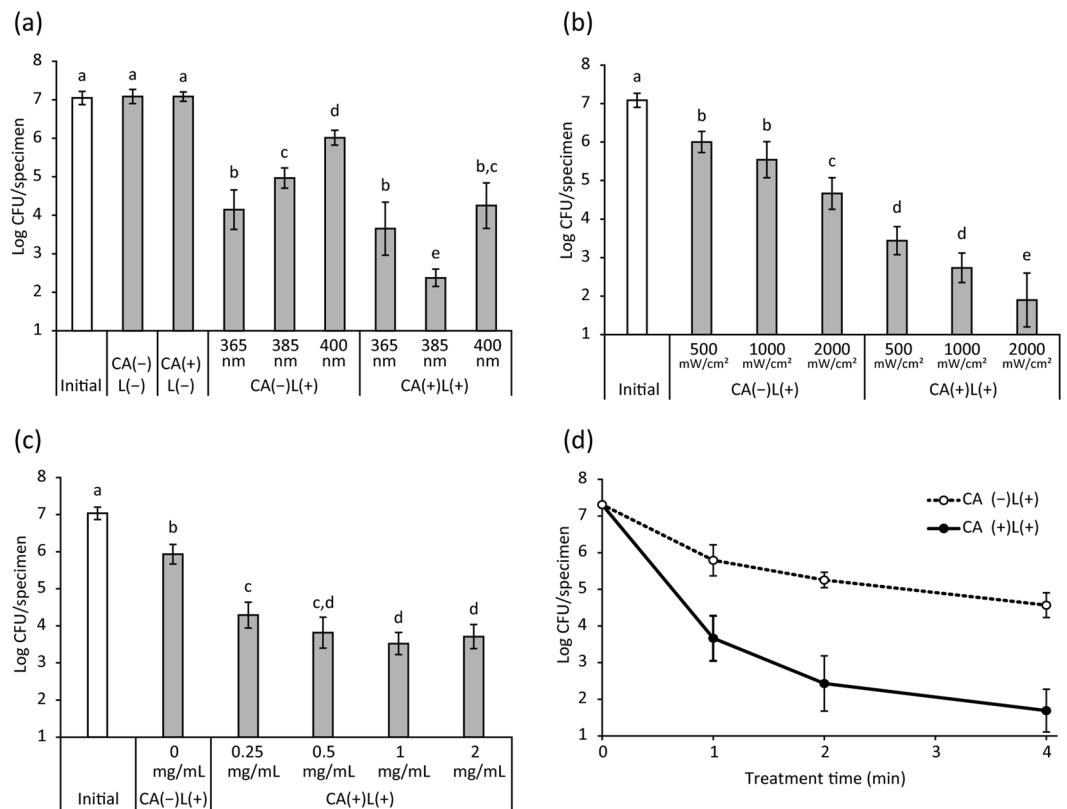 (a)
Log CFU/specimen
8
7
6
5
4
3
2
1
a
a
a
b
c
d
b
e
b,c
365 nm
385 nm
400 nm
365 nm
385 nm
400 nm
Initial
CA(−) L(−)
CA(+) L(−)
CA(−)L(+)
CA(+)L(+)
(b)
Log CFU/specimen
8
7
6
5
4
3
2
1
a
b
b
c
d
d
e
500 mW/cm²
1000 mW/cm²
2000 mW/cm²
500 mW/cm²
1000 mW/cm²
2000 mW/cm²
Initial
CA(−)L(+)
CA(+)L(+)
(c)
Log CFU/specimen
8
7
6
5
4
3
2
1
a
b
c
c,d
d
d
0 mg/mL
0.25 mg/mL
0.5 mg/mL
1 mg/mL
2 mg/mL
Initial
CA(−)L(+)
CA(+)L(+)
(d)
Log CFU/specimen
8
7
6
5
4
3
2
1
CA (−)L(+)
CA (+)L(+)
0
1
2
3
4
Treatment time (min)